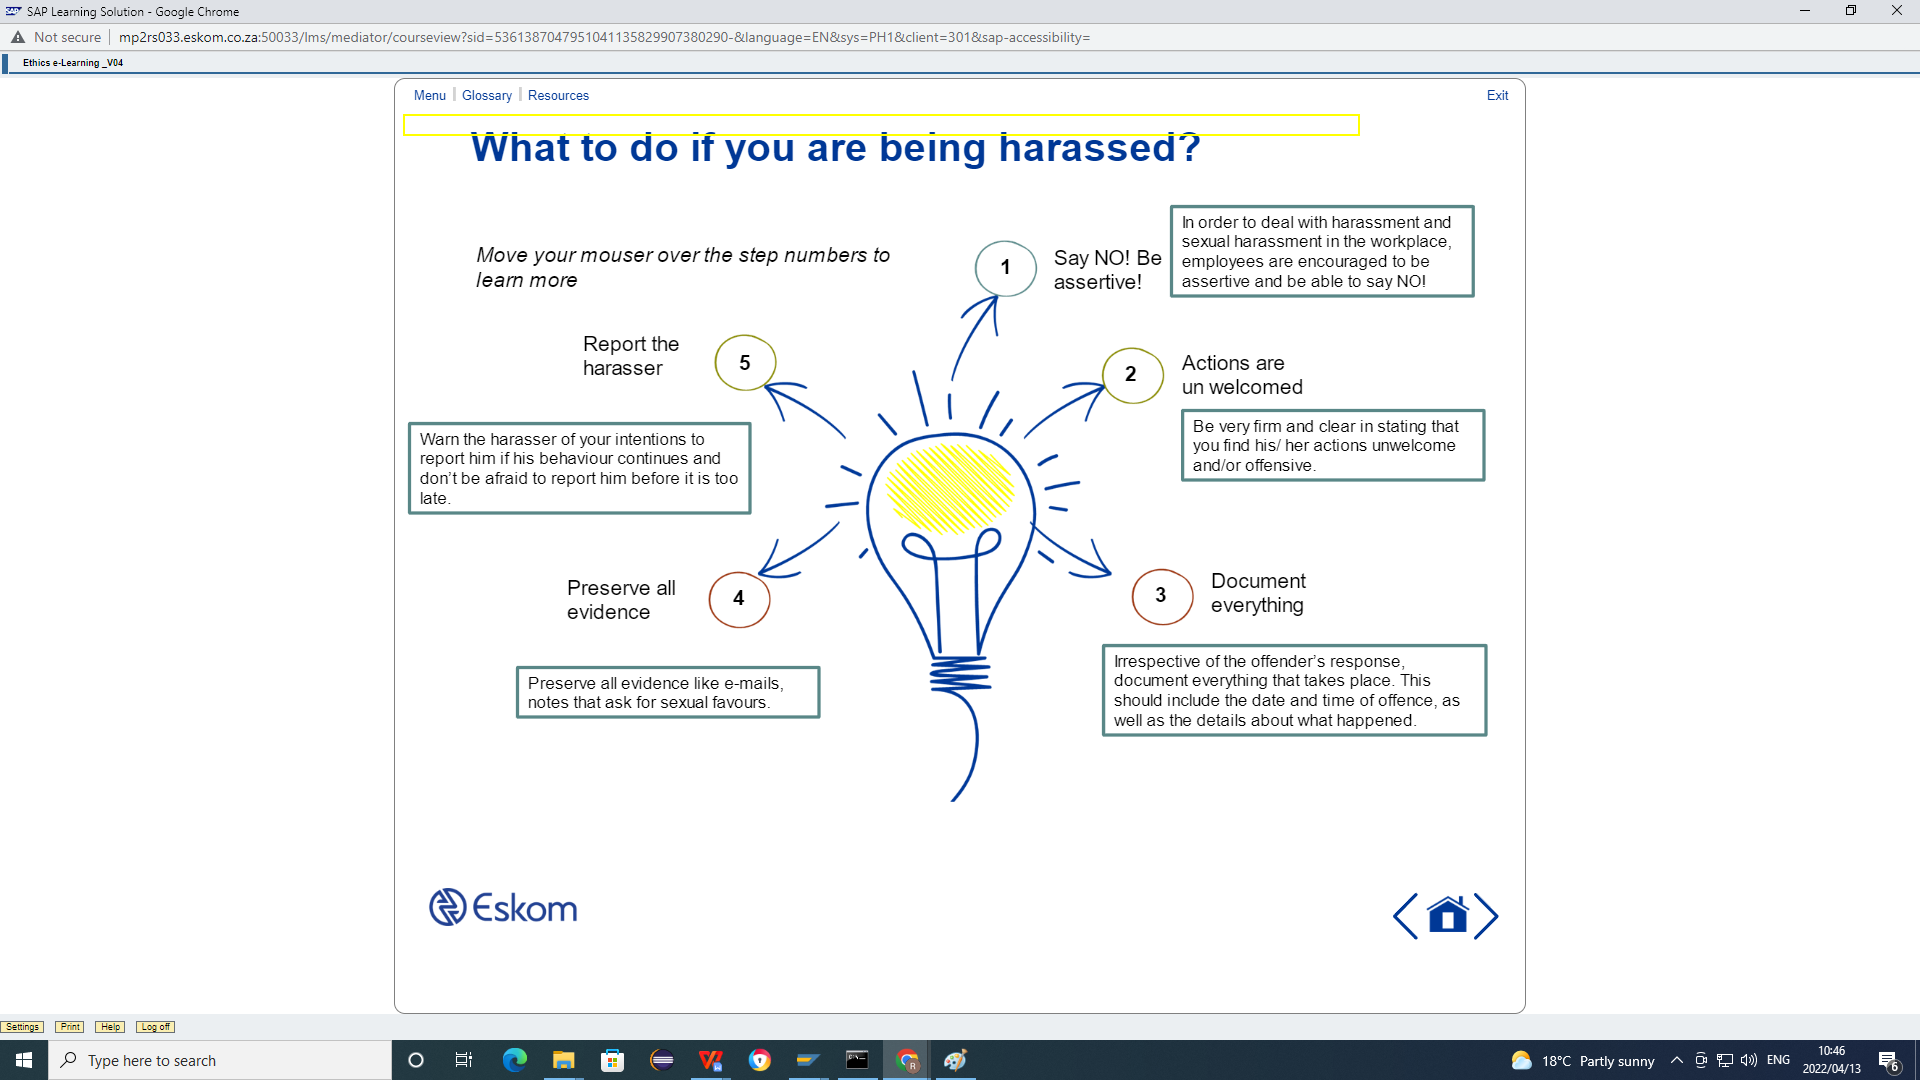 SAP Learning Solution - Google Chrome
Not secure
mp2rs033.eskom.co.za:50033/lms/mediator/courseview?sid=53613870479510411358299073802​90-&language=EN&sys=PH1&client=301&sap-accessibility=
Ethics e-Learning _V04
Menu
Glossary
Resources
Exit
What to do if you are being harassed?
Move your mouser over the step numbers to
learn more
1
Say NO! Be
assertive!
In order to deal with harassment and
sexual harassment in the workplace,
employees are encouraged to be
assertive and be able to say NO!
2
Actions are
un welcomed
Be very firm and clear in stating that
you find his/ her actions unwelcome
and/or offensive.
3
Document
everything
Irrespective of the offender’s response,
document everything that takes place. This
should include the date and time of offence, as
well as the details about what happened.
4
Preserve all
evidence
Preserve all evidence like e-mails,
notes that ask for sexual favours.
5
Report the
harasser
Warn the harasser of your intentions to
report him if his behaviour continues and
don’t be afraid to report him before it is too
late.
Eskom
Settings
Print
Help
Log off
Type here to search
18°C Partly sunny
ENG
10:46
2022/04/13
6